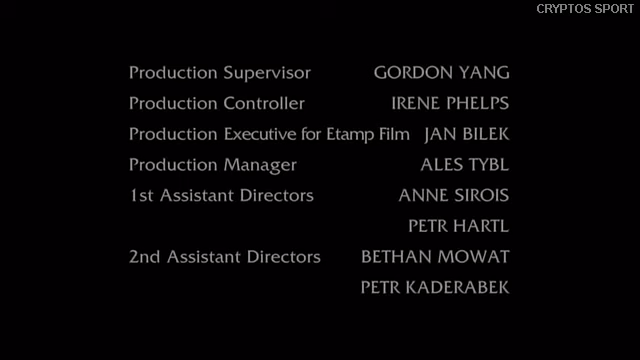 CRYPTOS SPORT
Production Supervisor GORDON YANG
Production Controller IRENE PHELPS
Production Executive for Etamp Film JAN BILEK
Production Manager ALES TYBL
1st Assistant Directors ANNE SIROIS
PETR HARTL
2nd Assistant Directors BETHAN MOWAT
PETR KADERABEK